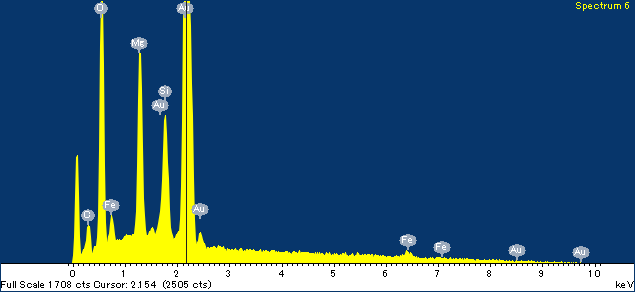 Spectrum 6
O Au
Mg
Si
Au
Fe Au
Fe
Fe Au Au
0 1 2 3 4 5 6 7 8 9 10
Full Scale 1708 cts Cursor: 2.154 (2505 cts) keV